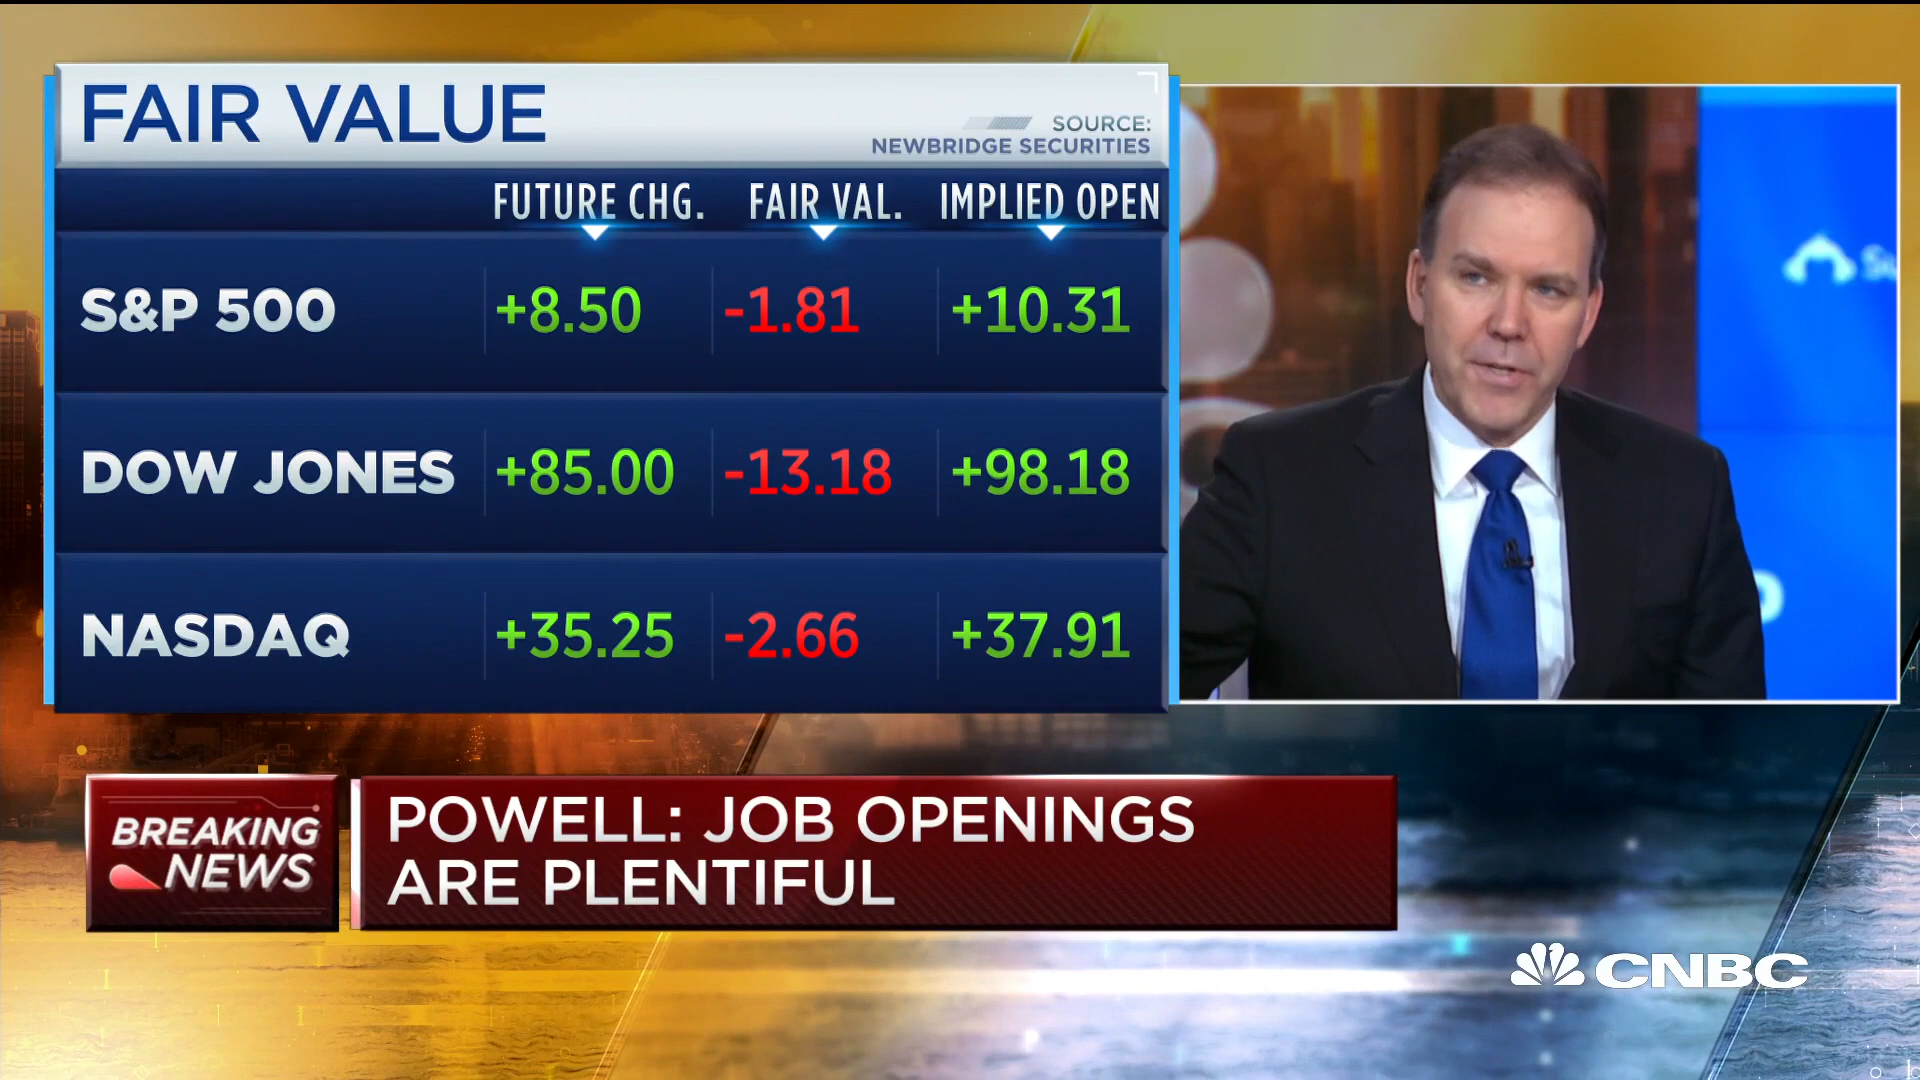 FAIR VALUE
SOURCE:
NEWBRIDGE SECURITIES
FUTURE CHG. FAIR VAL. IMPLIED OPEN
S&P 500 +8.50 -1.81 +10.31
DOW JONES +85.00 -13.18 +98.18
NASDAQ +35.25 -2.66 +37.91
BREAKING
NEWS
POWELL: JOB OPENINGS
ARE PLENTIFUL
CNBC